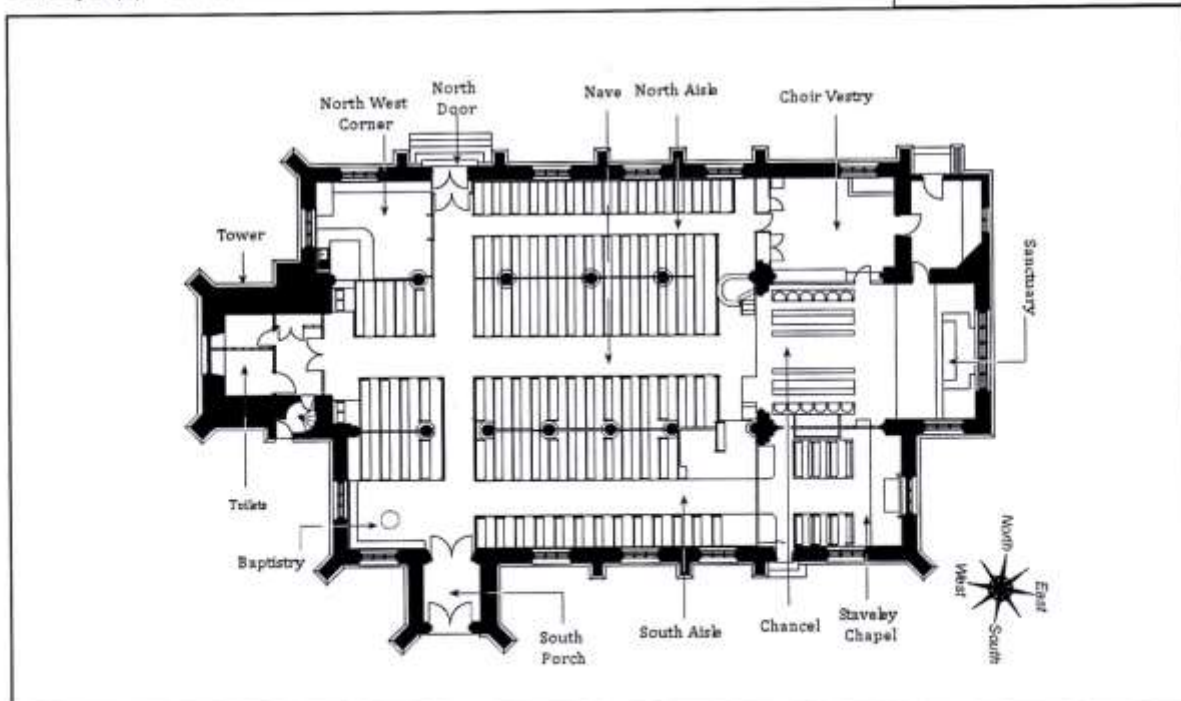 North
Door
Nave
North Aisle
Choir Vestry
North West
Corner
Tower
Sanctuary
Toilets
Baptistry
South
Porch
South Aisle
Chancel
Staveley
Chapel
North
East
West
South